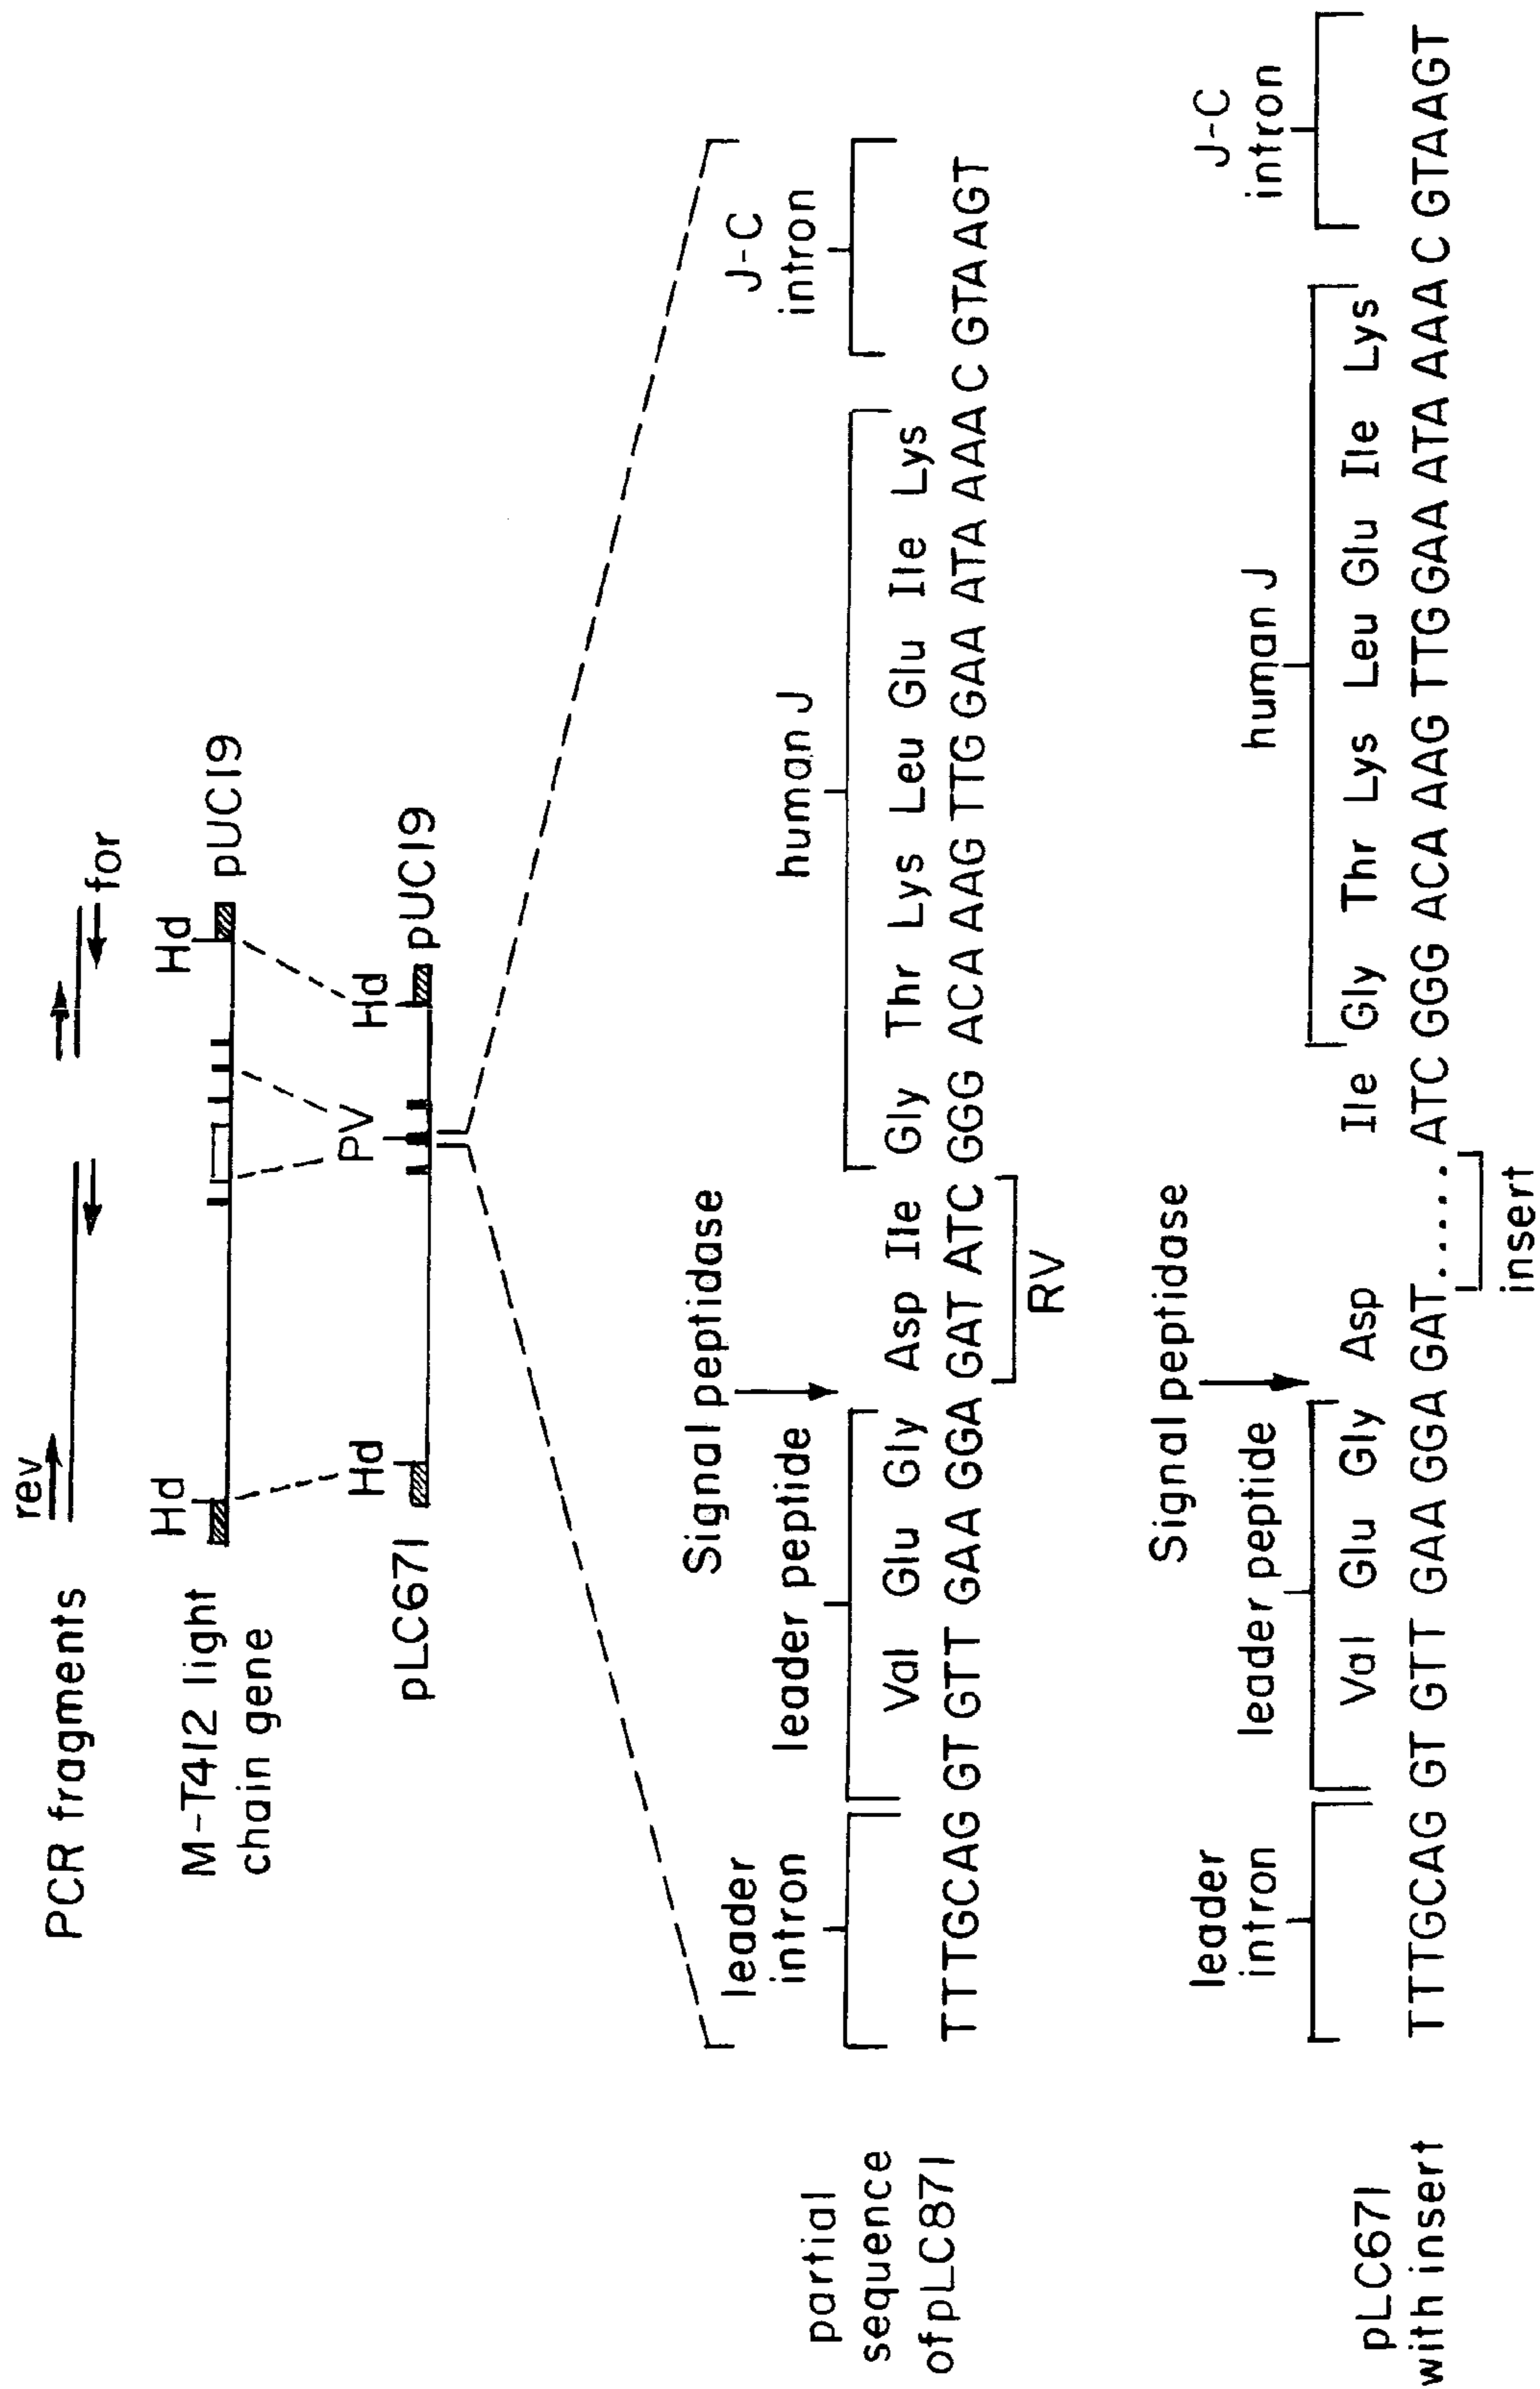 PCR fragments
rev
for
M-T412 light
chain gene
Hd
Hd
pUC19
pLC671
Hd
PV
Hd
pUC19
partial
sequence
of pLC871
leader
intron
leader peptide
Signal peptidase
human J
J-C
intron
Val Glu Gly Asp Ile Gly Thr Lys Leu Glu Ile Lys
TTTGCAG GT GTT GAA GGA GAT ATC GGG ACA AAG TTG GAA ATA AAA C GTAAGT
RV
pLC671
with insert
leader
intron
leader peptide
Signal peptidase
human J
J-C
intron
Val Glu Gly Asp Ile Gly Thr Lys Leu Glu Ile Lys
TTTGCAG GT GTT GAA GGA GAT..... ATC GGG ACA AAG TTG GAA ATA AAA C GTAAGT
insert